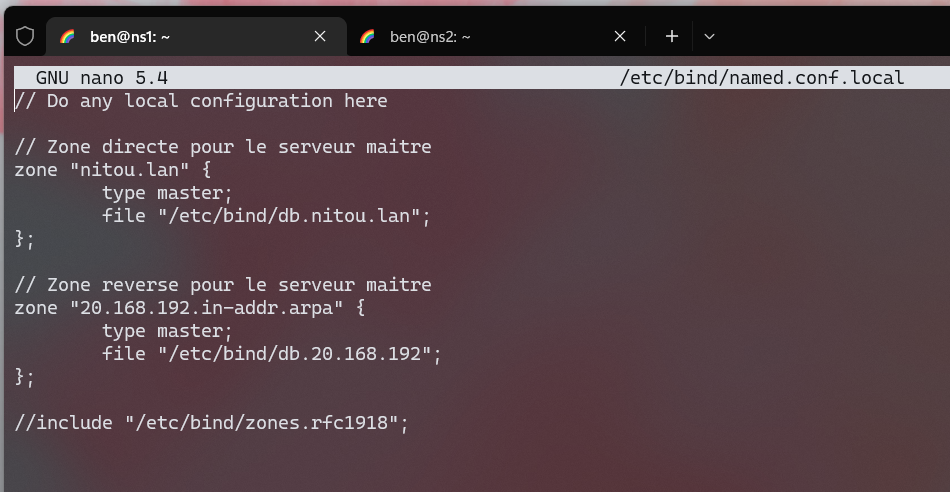 ben@ns1: ~
ben@ns2: ~
GNU nano 5.4 /etc/bind/named.conf.local
// Do any local configuration here
// Zone directe pour le serveur maitre
zone "nitou.lan" {
type master;
file "/etc/bind/db.nitou.lan";
};
// Zone reverse pour le serveur maitre
zone "20.168.192.in-addr.arpa" {
type master;
file "/etc/bind/db.20.168.192";
};
//include "/etc/bind/zones.rfc1918";